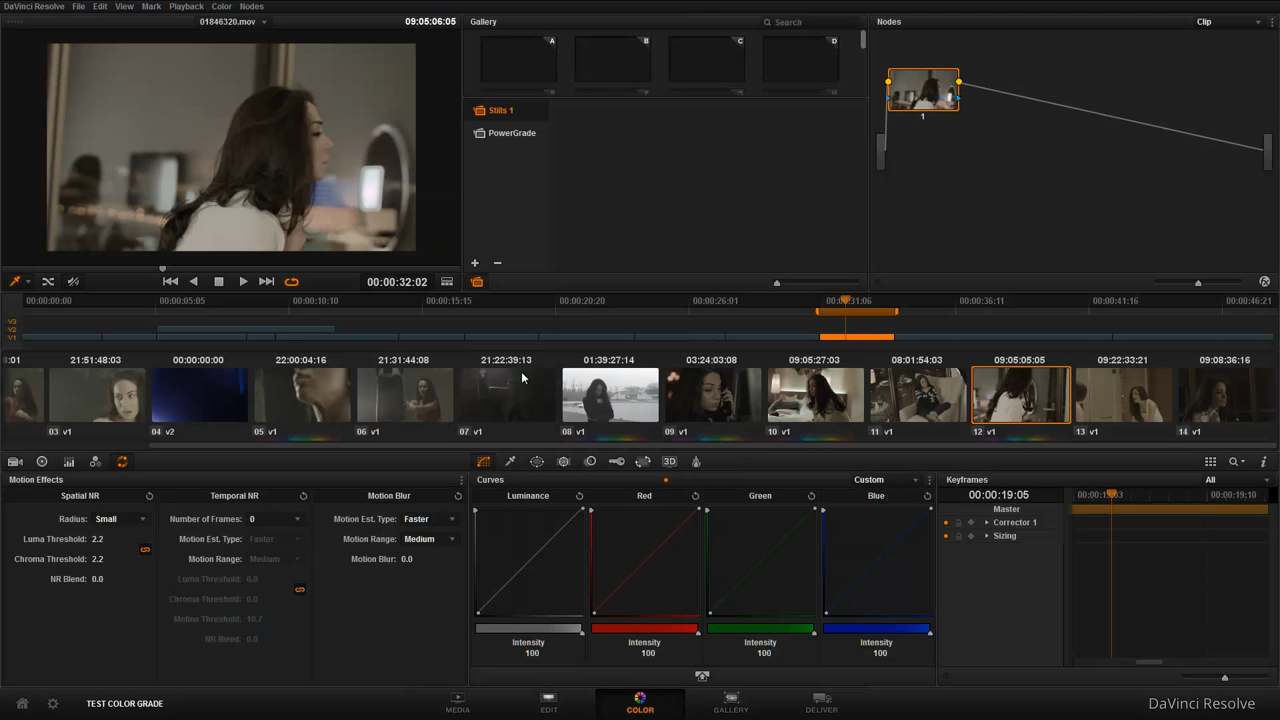 DaVinci Resolve File Edit View Mark Playback Color Nodes
01846320.mov 09:05:06:05 Gallery Search Nodes Clip
A B C D
Stills 1
PowerGrade
1
00:00:32:02
00:00:00:00 00:00:05:05 00:00:10:10 00:00:15:15 00:00:20:20 00:00:26:01 00:00:31:06 00:00:36:11 00:00:41:16 00:00:46:21
V3
V2
V1
:01 21:51:48:03 00:00:00:00 22:00:04:16 21:31:44:08 21:22:39:13 01:39:27:14 03:24:03:08 09:05:27:03 08:01:54:03 09:05:05:05 09:22:33:21 09:08:36:16
03 v1 04 v2 05 v1 06 v1 07 v1 08 v1 09 v1 10 v1 11 v1 12 v1 13 v1 14 v1
3D
Motion Effects Curves Custom Keyframes All
Spatial NR Temporal NR Motion Blur Luminance Red Green Blue 00:00:19:05 00:00:19:03 00:00:19:10
Master
Radius: Small Number of Frames: 0 Motion Est. Type: Faster Corrector 1
Luma Threshold: 2.2 Motion Est. Type: Faster Motion Range: Medium Sizing
Chroma Threshold: 2.2 Motion Range: Medium Motion Blur: 0.0
NR Blend: 0.0 Luma Threshold: 0.0
Chroma Threshold: 0.0
Motion Threshold: 10.7
NR Blend: 0.0
Intensity Intensity Intensity Intensity
100 100 100 100
TEST COLOR GRADE MEDIA EDIT COLOR GALLERY DELIVER DaVinci Resolve